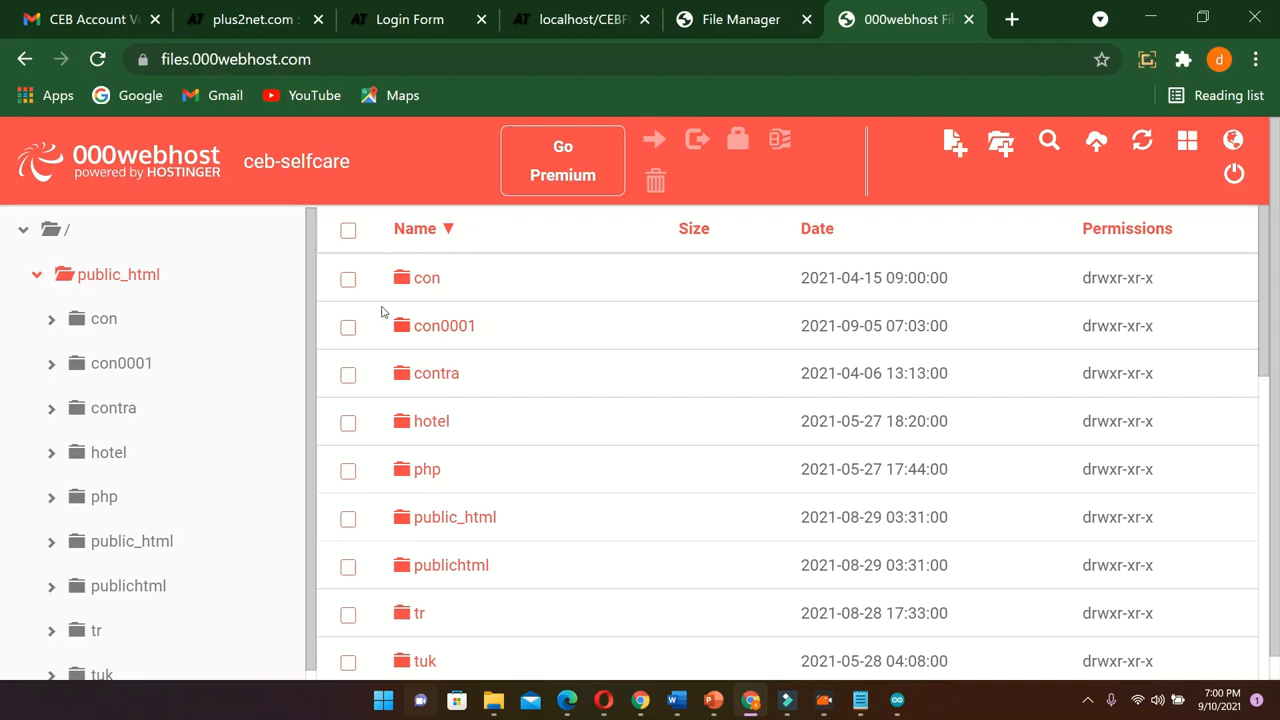 CEB Account V
plus2net.com :
Login Form
localhost/CEBF
File Manager
000webhost Fi
files.000webhost.com
d
Apps
Google
Gmail
YouTube
Maps
Reading list
000webhost
powered by HOSTINGER
ceb-selfcare
Go
Premium
/
public_html
con
con0001
contra
hotel
php
public_html
publichtml
tr
tuk
Name ▼ Size Date Permissions
con 2021-04-15 09:00:00 drwxr-xr-x
con0001 2021-09-05 07:03:00 drwxr-xr-x
contra 2021-04-06 13:13:00 drwxr-xr-x
hotel 2021-05-27 18:20:00 drwxr-xr-x
php 2021-05-27 17:44:00 drwxr-xr-x
public_html 2021-08-29 03:31:00 drwxr-xr-x
publichtml 2021-08-29 03:31:00 drwxr-xr-x
tr 2021-08-28 17:33:00 drwxr-xr-x
tuk 2021-05-28 04:08:00 drwxr-xr-x
7:00 PM
9/10/2021
1